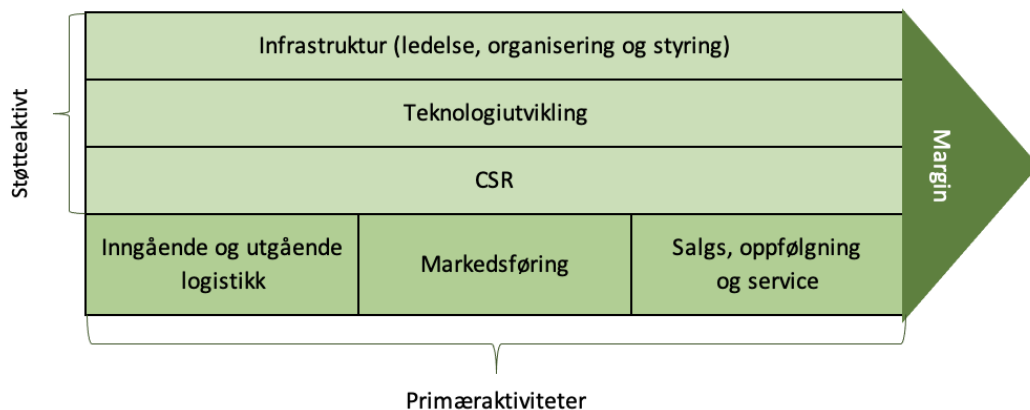 Infrastruktur (ledelse, organisering og styring)
Teknologiutvikling
CSR
Støtteaktivt
Margin
Inngående og utgående
logistikk
Markedsføring
Salgs, oppfølgning
og service
Primæraktiviteter